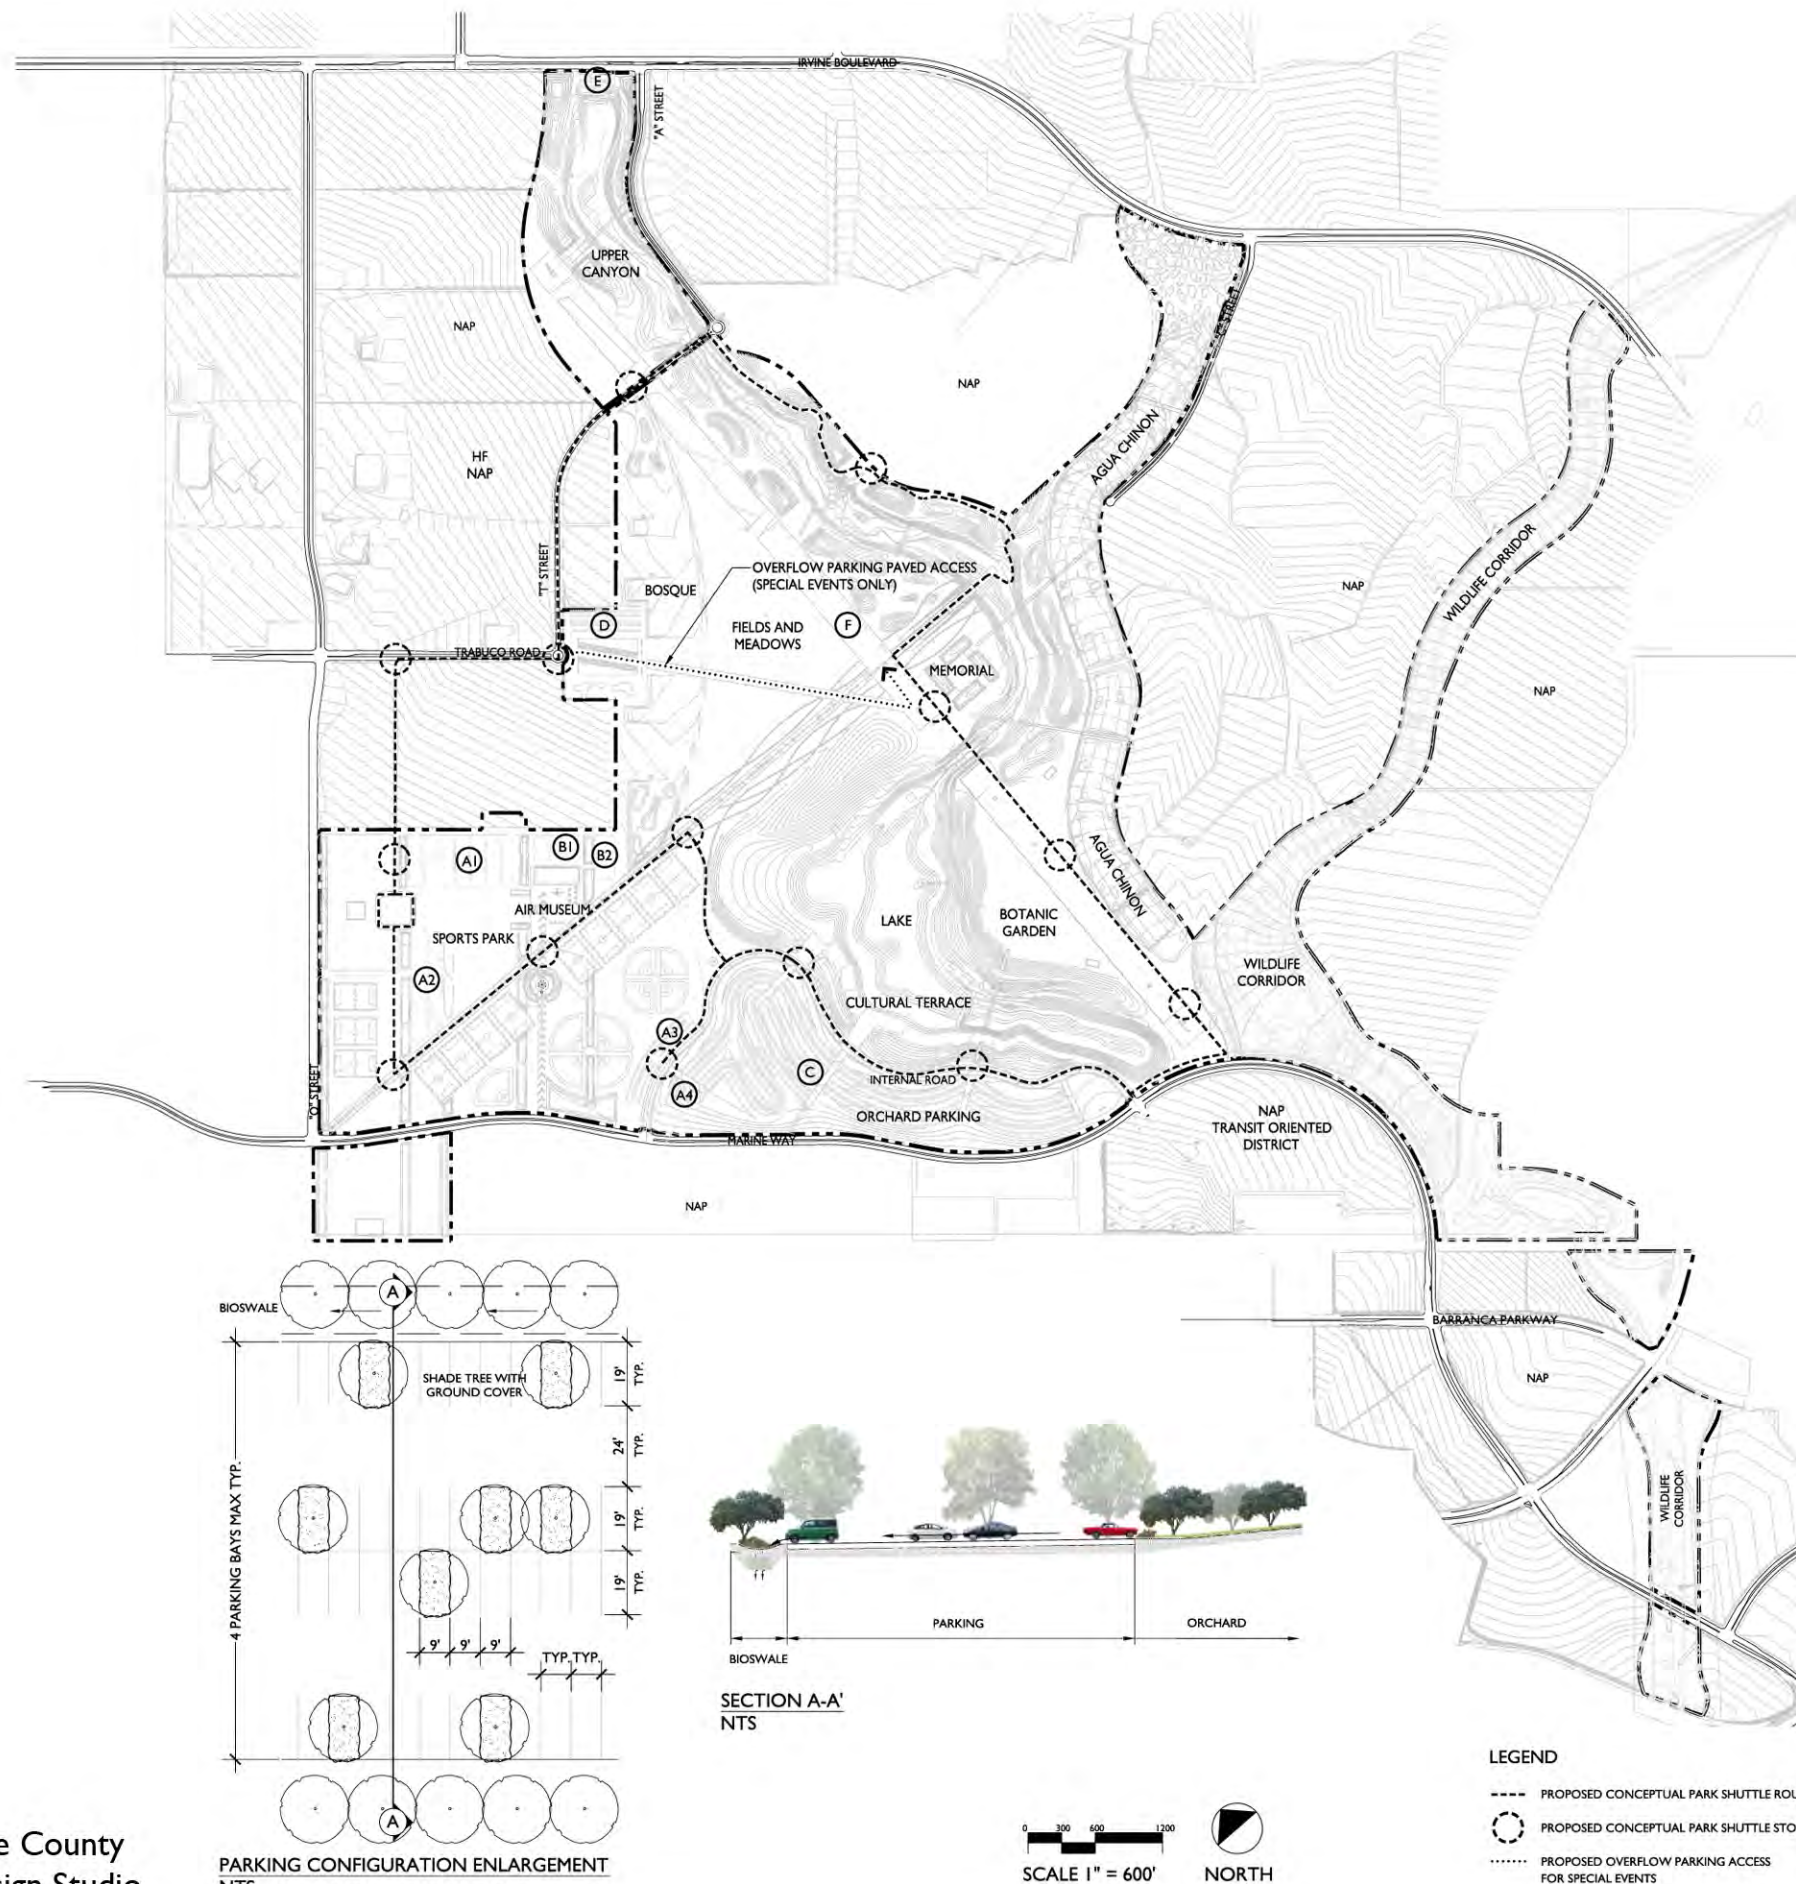 IRVINE BOULEVARD
E
"A" STREET
UPPER
CANYON
"C" STREET
NAP
NAP
AGUA CHINON
HF
NAP
WILDLIFE CORRIDOR
"T" STREET
OVERFLOW PARKING PAVED ACCESS
(SPECIAL EVENTS ONLY)
BOSQUE
NAP
D
FIELDS AND
MEADOWS
F
TRABUCO ROAD
MEMORIAL
NAP
A1
B1
B2
AGUA CHINON
AIR MUSEUM
SPORTS PARK
LAKE
BOTANIC
GARDEN
A2
WILDLIFE
CORRIDOR
CULTURAL TERRACE
A3
C
INTERNAL ROAD
A4
"O" STREET
ORCHARD PARKING
MARINE WAY
NAP
TRANSIT ORIENTED
DISTRICT
NAP
BARRANCA PARKWAY
NAP
WILDLIFE
CORRIDOR
A
BIOSWALE
SHADE TREE WITH
GROUND COVER
19'
TYP.
24'
TYP.
19'
TYP.
19'
TYP.
4 PARKING BAYS MAX TYP.
9' 9' 9'
TYP. TYP.
A
PARKING CONFIGURATION ENLARGEMENT
NTS
PARKING
ORCHARD
BIOSWALE
SECTION A-A'
NTS
0 300 600 1200
SCALE 1" = 600'
NORTH
LEGEND
PROPOSED CONCEPTUAL PARK SHUTTLE ROU
PROPOSED CONCEPTUAL PARK SHUTTLE STO
PROPOSED OVERFLOW PARKING ACCESS
FOR SPECIAL EVENTS
e County
sign Studio